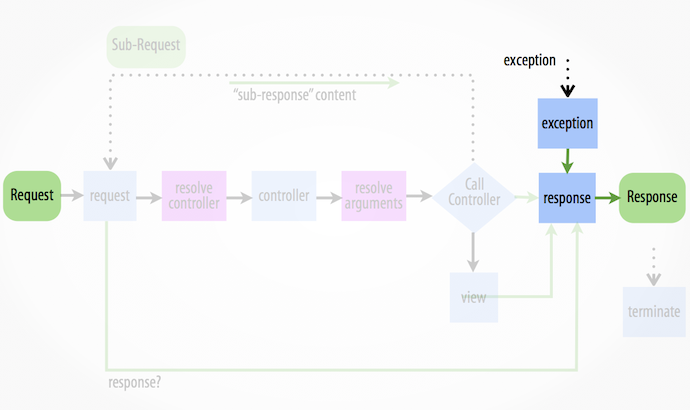 Sub-Request
exception
“sub-response” content
exception
Request
request
resolve
controller
controller
resolve
arguments
Call
Controller
response
Response
view
terminate
response?